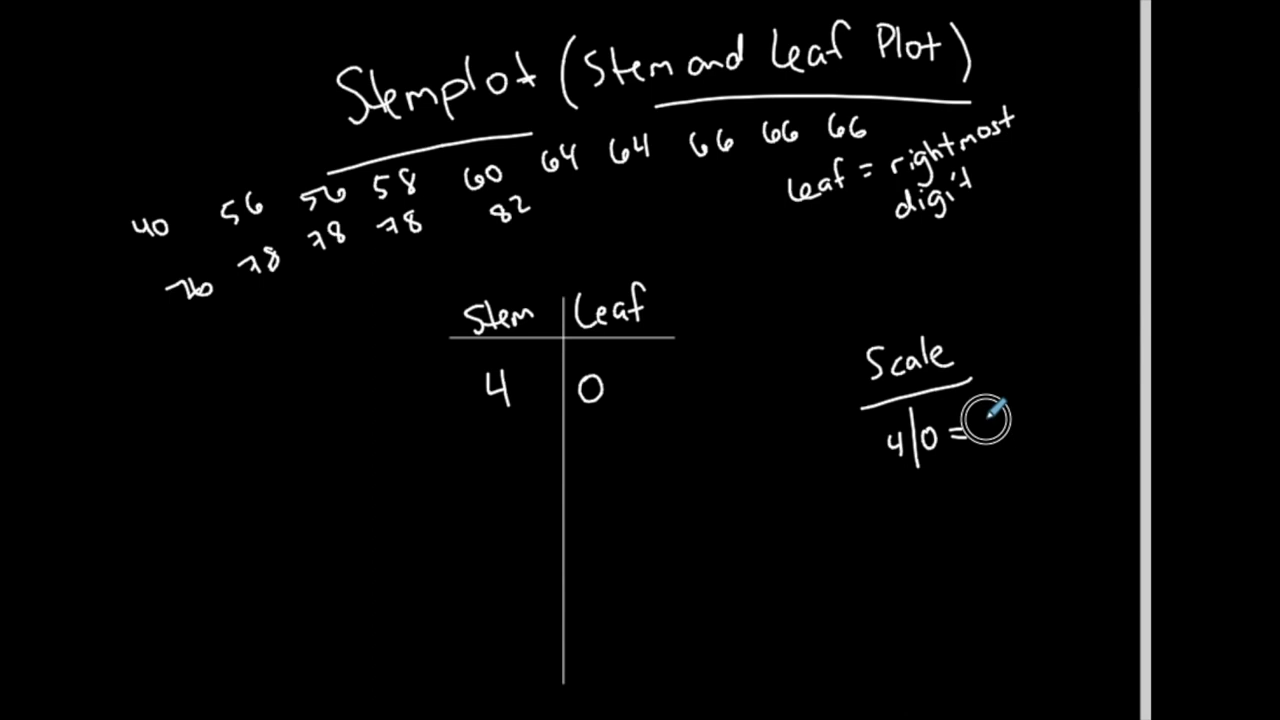 Stemplot (Stem and Leaf Plot)
40 56 56 58 60 64 64 66 66 66
76 78 78 78 82
Leaf = rightmost
digit
Stem Leaf
4 0
Scale
4|0 =